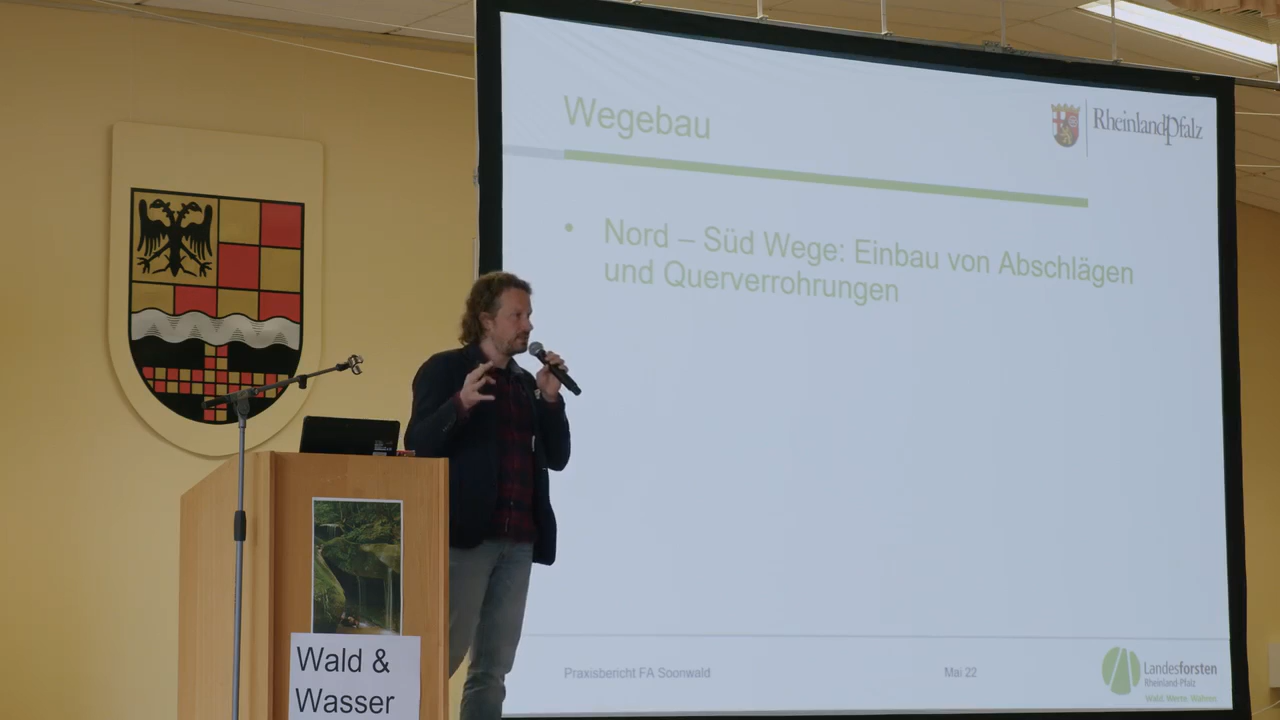 Wegebau
RheinlandPfalz
• Nord – Süd Wege: Einbau von Abschlägen
und Querverrohrungen
Praxisbericht FA Soonwald
Mai 22
Landesforsten
Rheinland-Pfalz
Wald. Werte. Wahren.
Wald &
Wasser